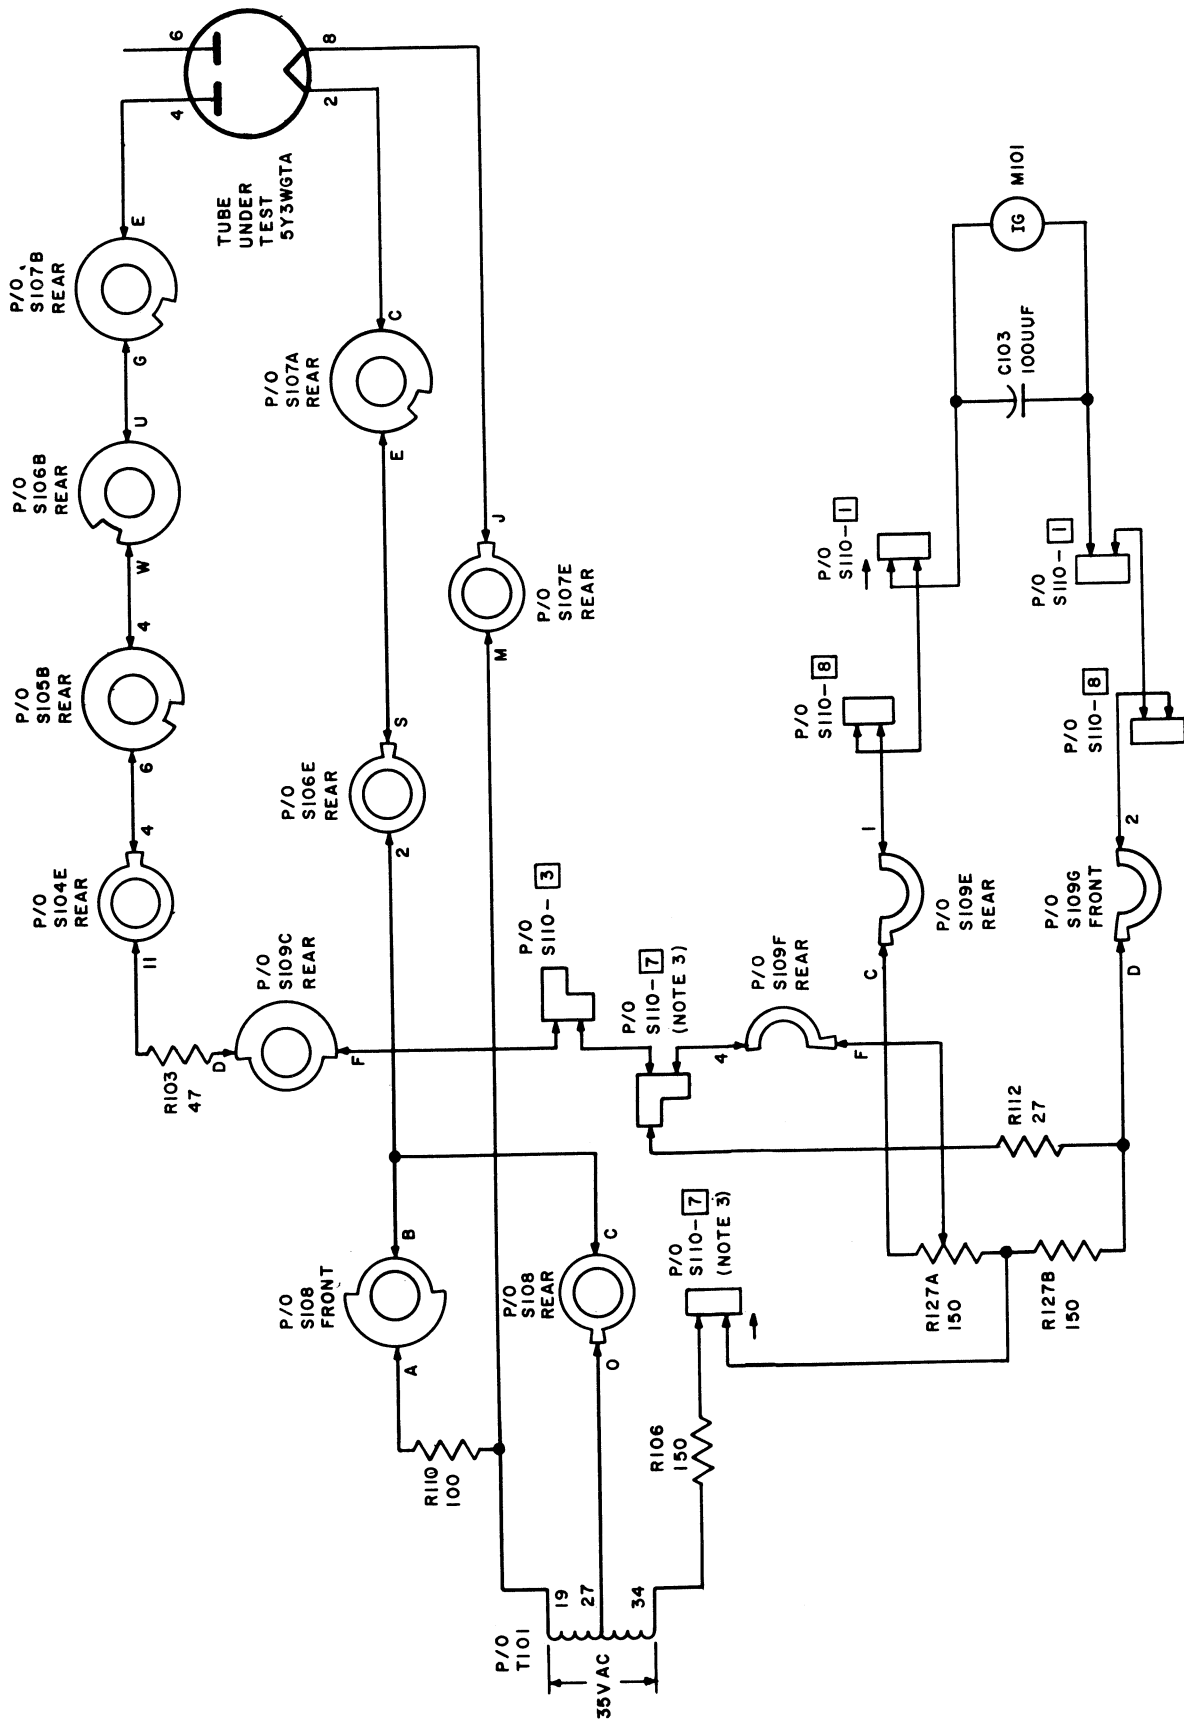 P/O
T101
35VAC
19
27
34
R110
100
A
P/O
S108
FRONT
B
O
P/O
S108
REAR
C
R106
150
P/O
S110-7
(NOTE 3)
R127A
150
R127B
150
R112
27
R103
47
D
P/O
S109C
REAR
F
11
P/O
S104E
REAR
4
6
P/O
S105B
REAR
4
W
P/O
S106B
REAR
U
G
P/O
S107B
REAR
E
4
6
TUBE
UNDER
TEST
5Y3WGTA
2
8
2
P/O
S106E
REAR
S
E
P/O
S107A
REAR
C
M
P/O
S107E
REAR
J
P/O
S110-3
P/O
S110-7
(NOTE 3)
4
P/O
S109F
REAR
F
C
P/O
S109E
REAR
1
P/O
S110-8
P/O
S110-1
D
P/O
S109G
FRONT
2
P/O
S110-8
P/O
S110-1
C103
100UUF
IG
M101